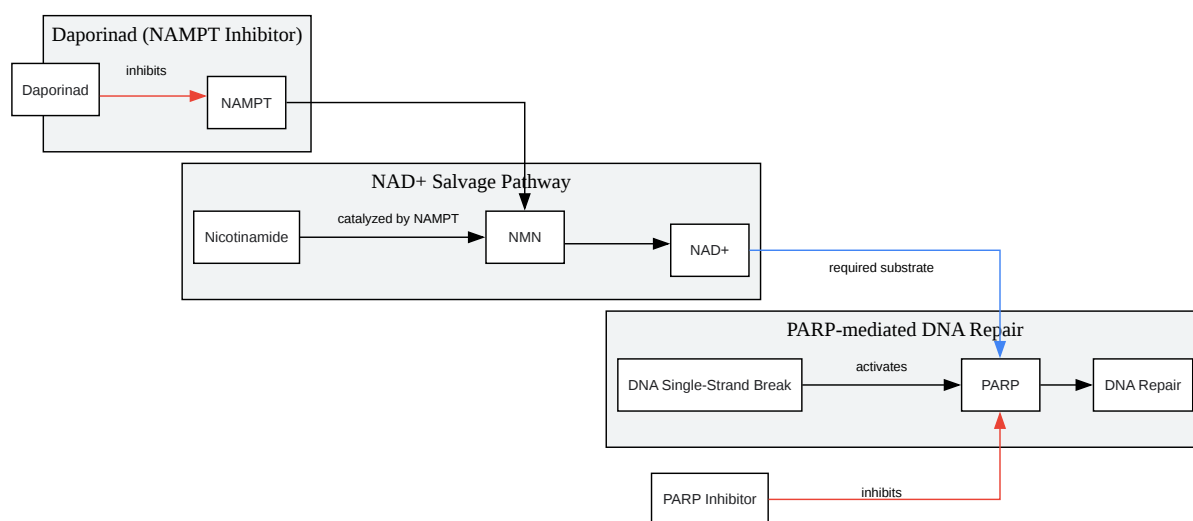 Daporinad (NAMPT Inhibitor)
inhibits
Daporinad
NAMPT
NAD+ Salvage Pathway
catalyzed by NAMPT
Nicotinamide
NMN
NAD+
required substrate
PARP-mediated DNA Repair
activates
DNA Single-Strand Break
PARP
DNA Repair
inhibits
PARP Inhibitor